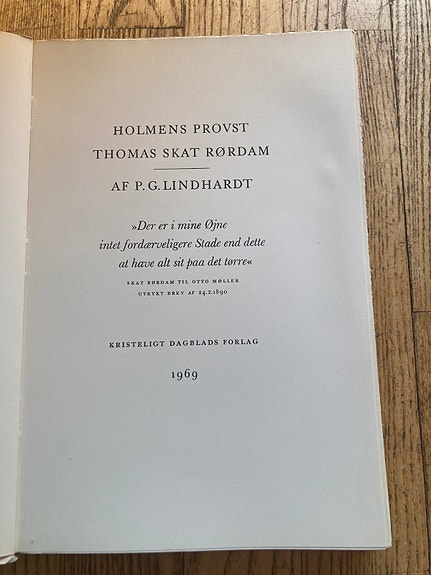 HOLMENS PROVST
THOMAS SKAT RØRDAM
AF P. G. LINDHARDT
»Der er i mine Øjne
intet fordærveligere Stade end dette
at have alt sit paa det tørre«
SKAT RØRDAM TIL OTTO MØLLER
UTRYKT BREV AF 24.2.1890
KRISTELIGT DAGBLADS FORLAG
1969